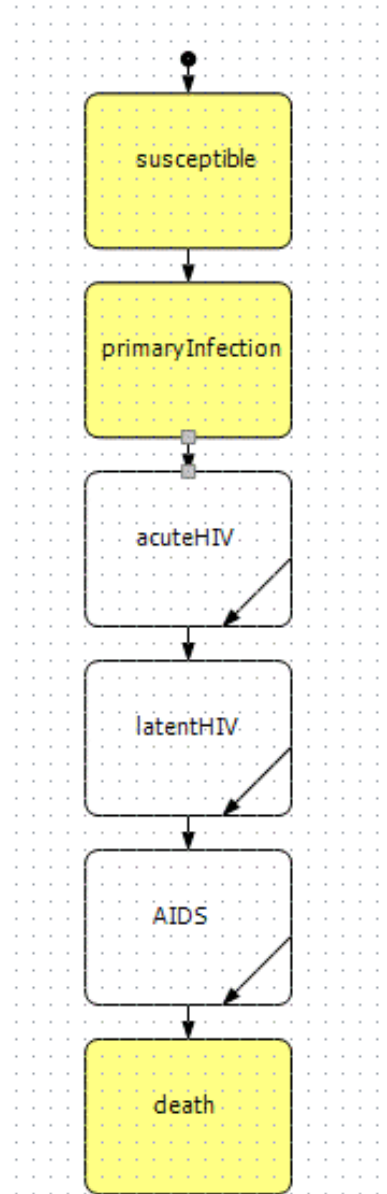 susceptible
primaryInfection
acuteHIV
latentHIV
AIDS
death